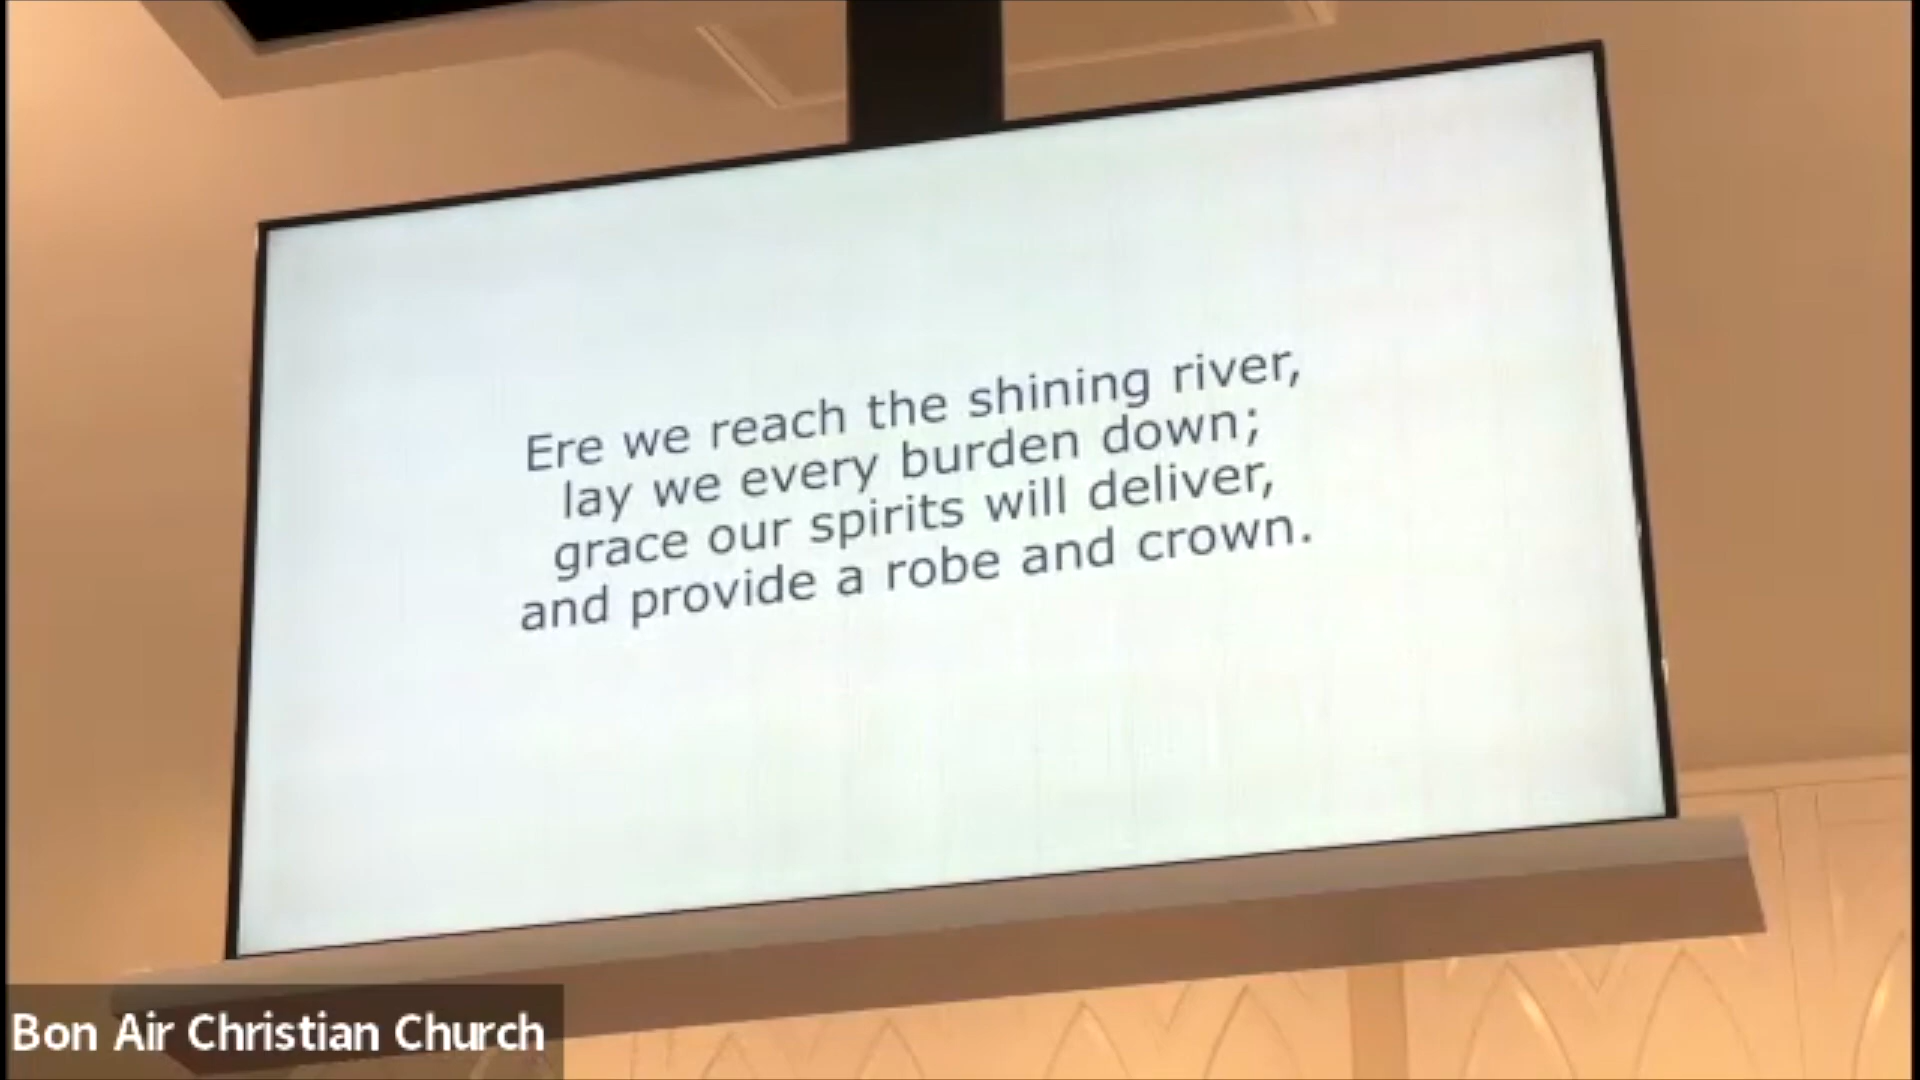 Ere we reach the shining river,
lay we every burden down;
grace our spirits will deliver,
and provide a robe and crown.
Bon Air Christian Church